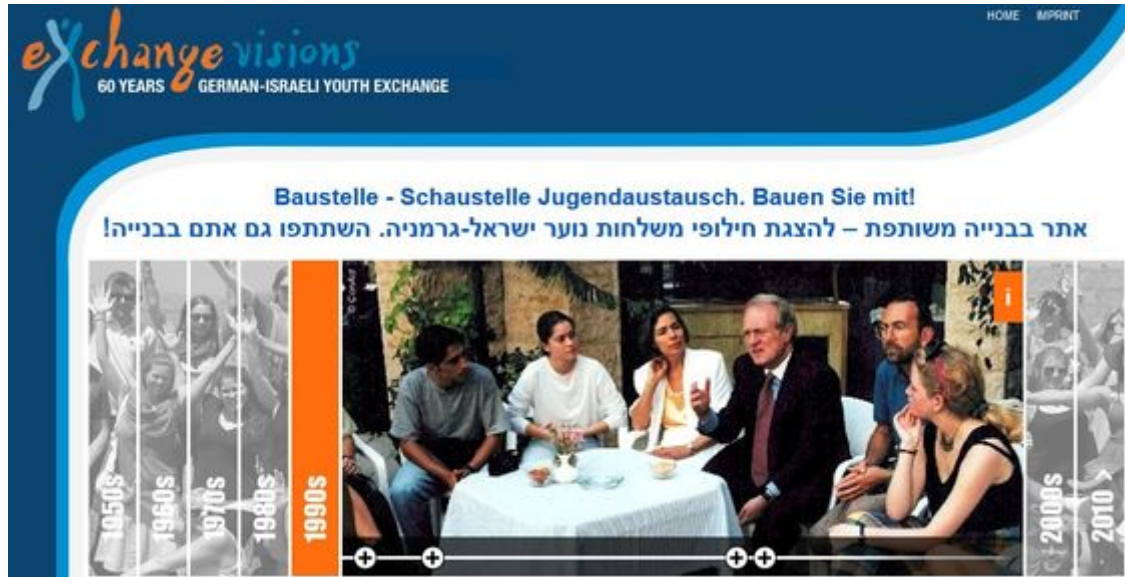 HOME IMPRINT
eXchange visions
60 YEARS GERMAN-ISRAELI YOUTH EXCHANGE
Baustelle - Schaustelle Jugendaustausch. Bauen Sie mit!
אתר בבנייה משותפת – להצגת חילופי משלחות נוער ישראל-גרמניה. השתתפו גם אתם בבנייה!
© ConAct
i
1950s
1960s
1970s
1980s
1990s
2000s
2010 >